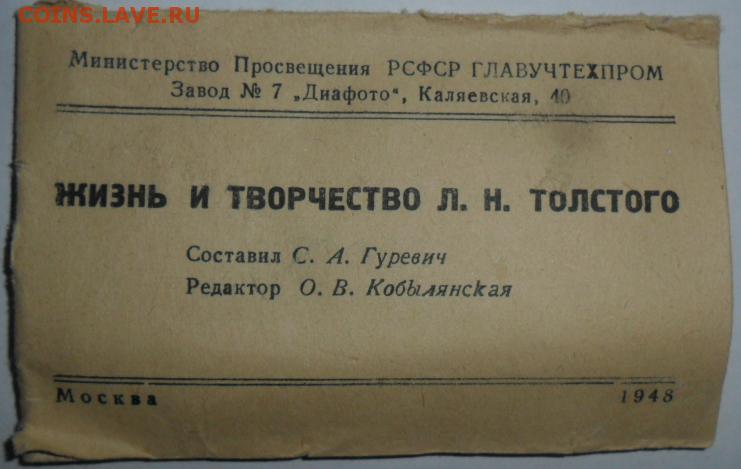 COINS.LAVE.RU
Министерство Просвещения РСФСР ГЛАВУЧТЕХПРОМ
Завод № 7 „Диафото“, Каляевская, 40
ЖИЗНЬ И ТВОРЧЕСТВО Л. Н. ТОЛСТОГО
Составил С. А. Гуревич
Редактор О. В. Кобылянская
Москва 1948